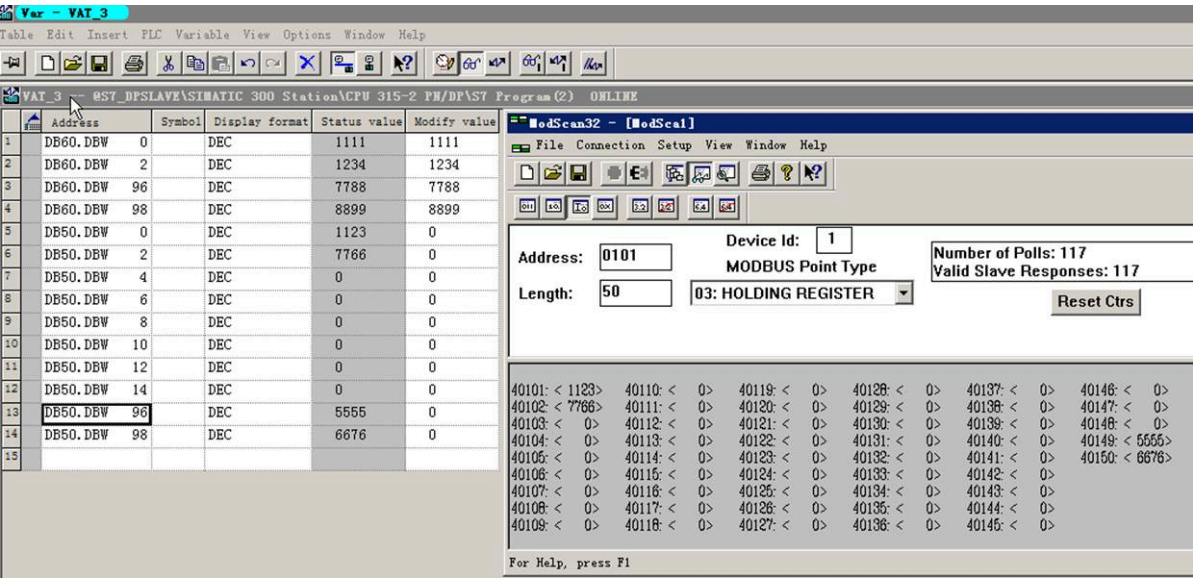 Var - VAT_3
Table Edit Insert PLC Variable View Options Window Help
VAT_3 -- @S7_DPSLAVE\SIMATIC 300 Station\CPU 315-2 PN/DP\S7 Program(2) ONLINE
Address Symbol Display format Status value Modify value
1 DB60.DBW 0 DEC 1111 1111
2 DB60.DBW 2 DEC 1234 1234
3 DB60.DBW 96 DEC 7788 7788
4 DB60.DBW 98 DEC 8899 8899
5 DB50.DBW 0 DEC 1123 0
6 DB50.DBW 2 DEC 7766 0
7 DB50.DBW 4 DEC 0 0
8 DB50.DBW 6 DEC 0 0
9 DB50.DBW 8 DEC 0 0
10 DB50.DBW 10 DEC 0 0
11 DB50.DBW 12 DEC 0 0
12 DB50.DBW 14 DEC 0 0
13 DB50.DBW 96 DEC 5555 0
14 DB50.DBW 98 DEC 6676 0
15
ModScan32 - [ModSca1]
File Connection Setup View Window Help
Device Id: 1
Address: 0101
MODBUS Point Type
Length: 50
03: HOLDING REGISTER
Number of Polls: 117
Valid Slave Responses: 117
Reset Ctrs
40101: < 1123> 40110: < 0> 40119: < 0> 40128: < 0> 40137: < 0> 40146: < 0>
40102: < 7766> 40111: < 0> 40120: < 0> 40129: < 0> 40138: < 0> 40147: < 0>
40103: < 0> 40112: < 0> 40121: < 0> 40130: < 0> 40139: < 0> 40148: < 0>
40104: < 0> 40113: < 0> 40122: < 0> 40131: < 0> 40140: < 0> 40149: < 5555>
40105: < 0> 40114: < 0> 40123: < 0> 40132: < 0> 40141: < 0> 40150: < 6676>
40106: < 0> 40115: < 0> 40124: < 0> 40133: < 0> 40142: < 0>
40107: < 0> 40116: < 0> 40125: < 0> 40134: < 0> 40143: < 0>
40108: < 0> 40117: < 0> 40126: < 0> 40135: < 0> 40144: < 0>
40109: < 0> 40118: < 0> 40127: < 0> 40136: < 0> 40145: < 0>
For Help, press F1